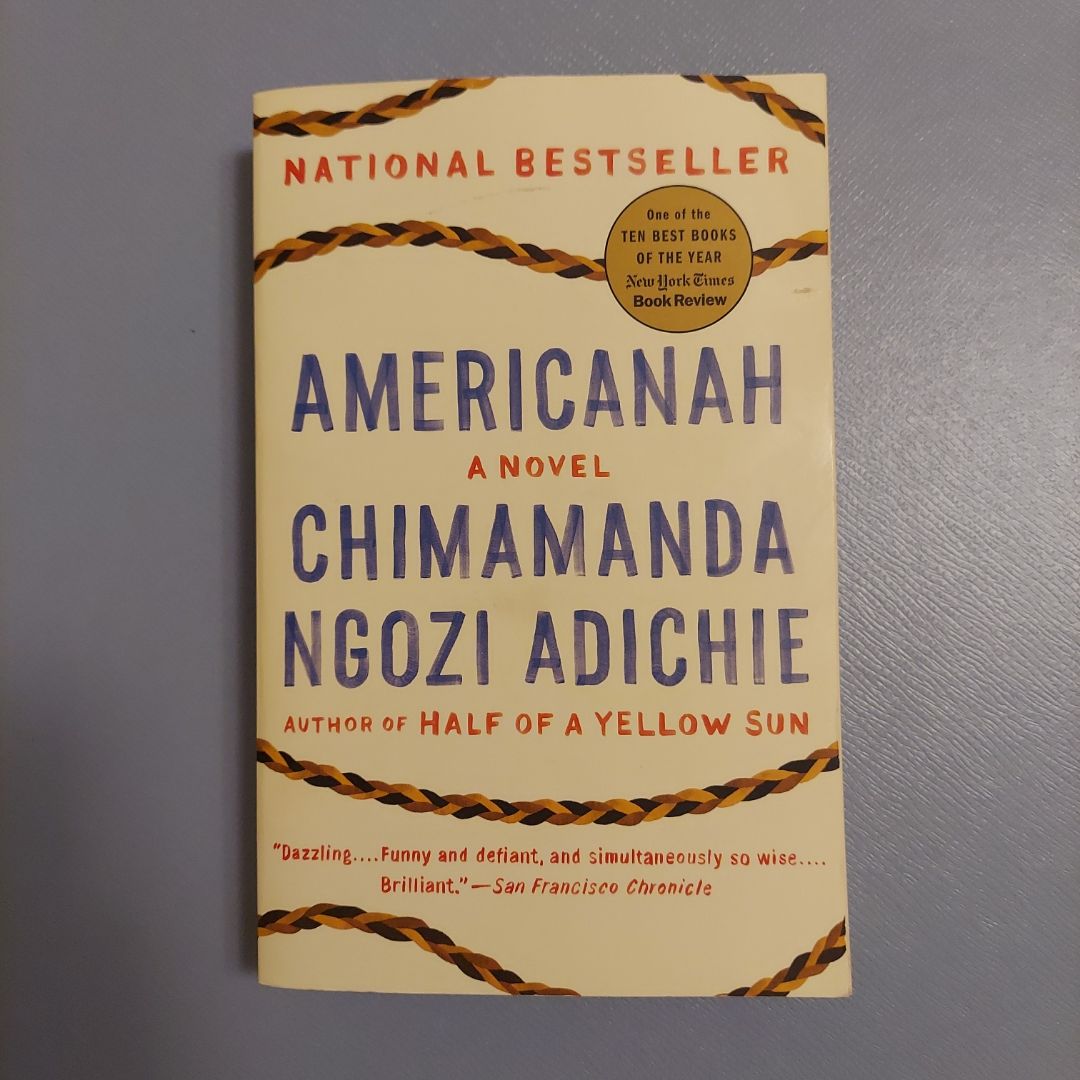 NATIONAL BESTSELLER
One of the
TEN BEST BOOKS
OF THE YEAR
New York Times
Book Review
AMERICANAH
A NOVEL
CHIMAMANDA
NGOZI ADICHIE
AUTHOR OF HALF OF A YELLOW SUN
"Dazzling....Funny and defiant, and simultaneously so wise....
Brilliant."—San Francisco Chronicle